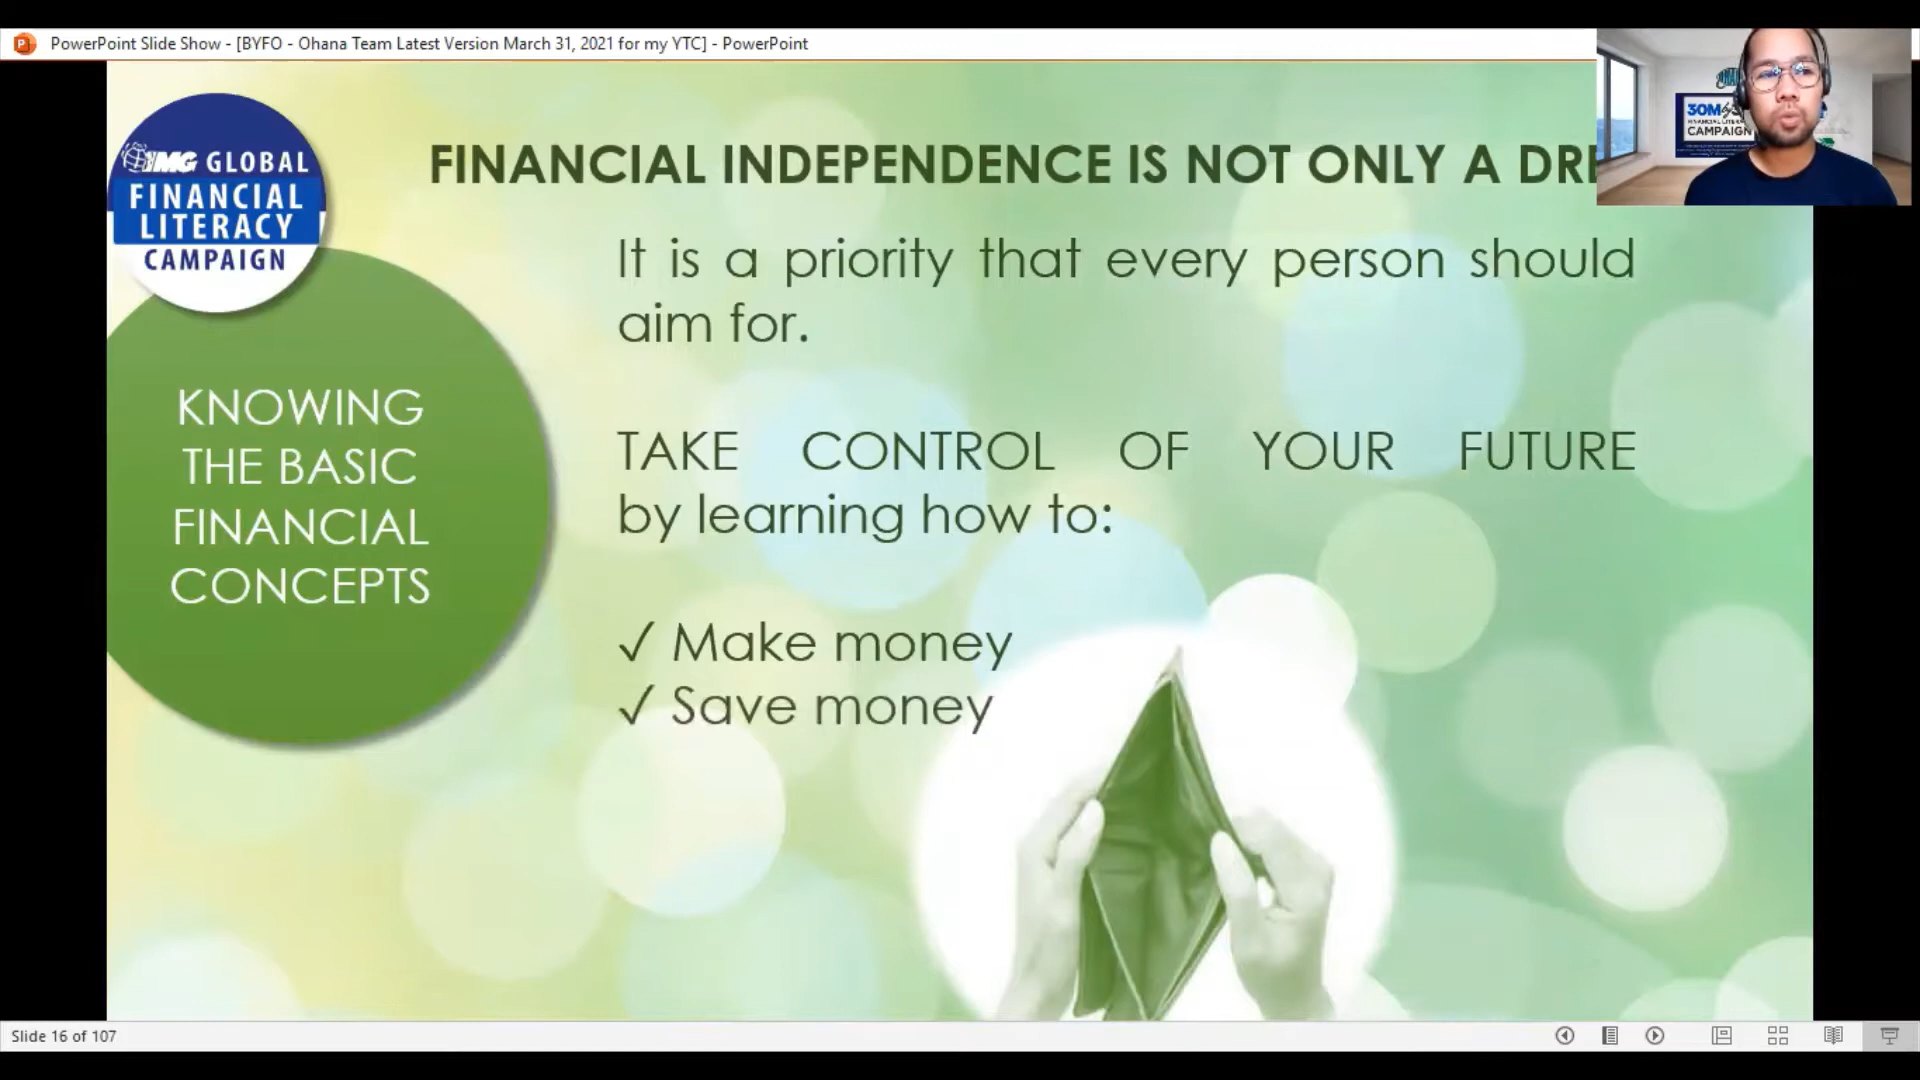 PowerPoint Slide Show - [BYFO - Ohana Team Latest Version March 31, 2021 for my YTC] - PowerPoint
IMG GLOBAL
FINANCIAL
LITERACY
CAMPAIGN
FINANCIAL INDEPENDENCE IS NOT ONLY A DRE
30M
CAMPAIGN
It is a priority that every person should
aim for.
KNOWING
THE BASIC
FINANCIAL
CONCEPTS
TAKE CONTROL OF YOUR FUTURE
by learning how to:
✓ Make money
✓ Save money
Slide 16 of 107